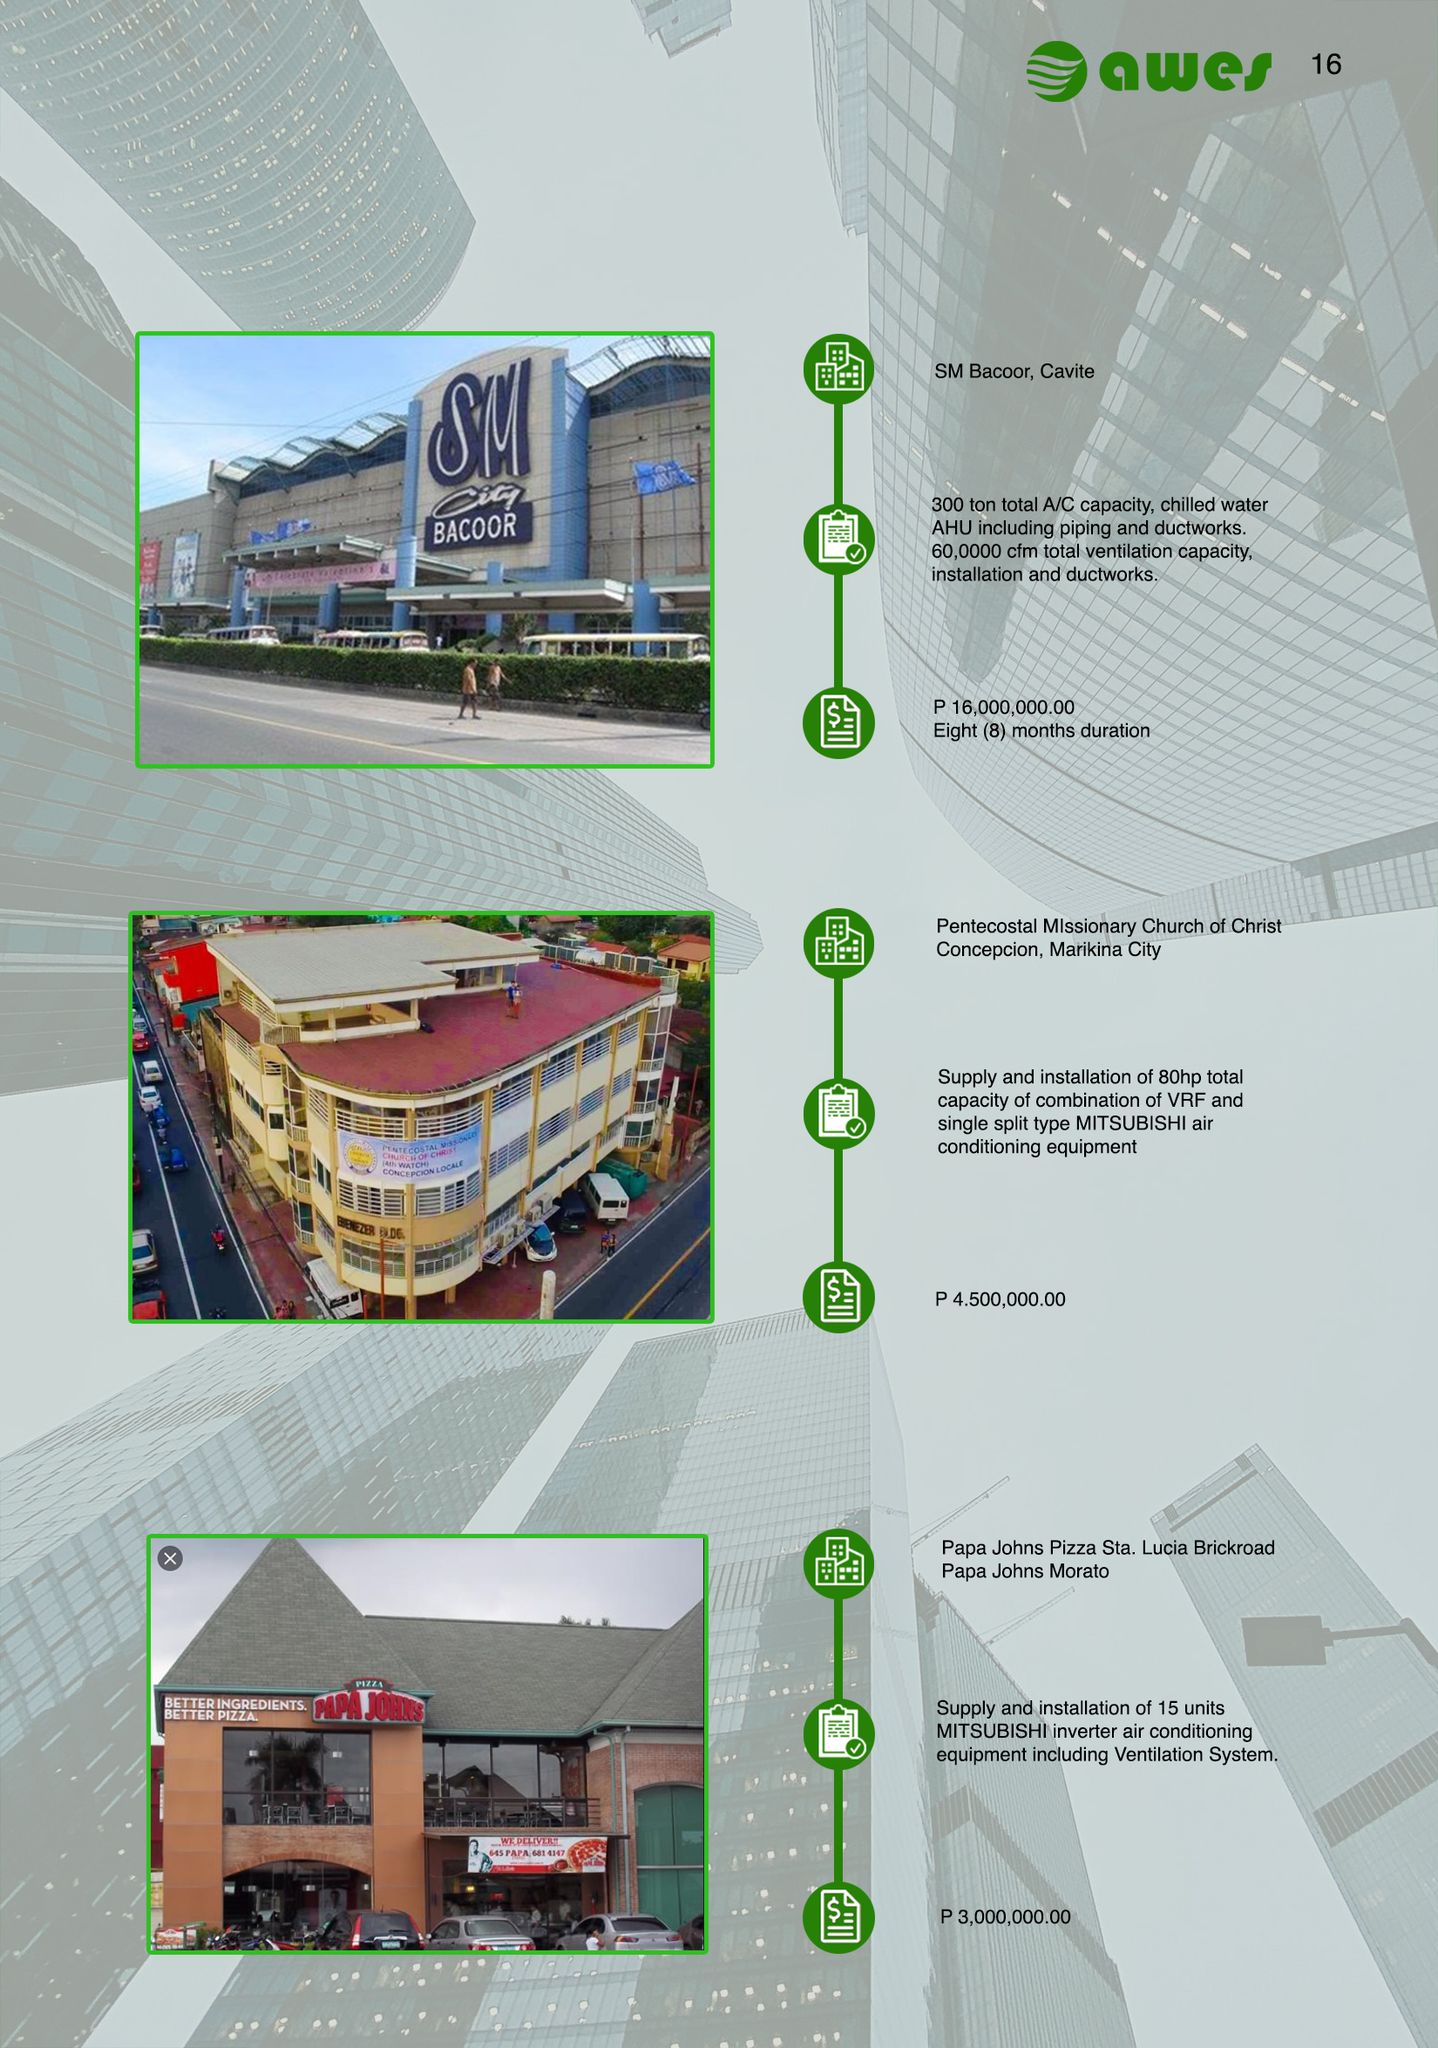 awes
16
SM
City
BACOOR
Celebrate Valentine's
SM Bacoor, Cavite
300 ton total A/C capacity, chilled water
AHU including piping and ductworks.
60,0000 cfm total ventilation capacity,
installation and ductworks.
P 16,000,000.00
Eight (8) months duration
PENTECOSTAL MISSIONARY
CHURCH OF CHRIST
(4th WATCH)
CONCEPCION LOCALE
EBENEZER BLDG.
Pentecostal MIssionary Church of Christ
Concepcion, Marikina City
Supply and installation of 80hp total
capacity of combination of VRF and
single split type MITSUBISHI air
conditioning equipment
P 4.500,000.00
BETTER INGREDIENTS.
BETTER PIZZA.
PIZZA
PAPA JOHNS
WE DELIVER!!
645 PAPA 681 4147
Papa Johns Pizza Sta. Lucia Brickroad
Papa Johns Morato
Supply and installation of 15 units
MITSUBISHI inverter air conditioning
equipment including Ventilation System.
P 3,000,000.00